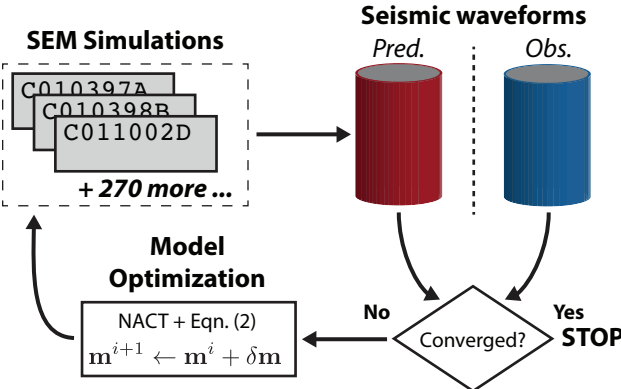 Seismic waveforms
SEM Simulations
Pred.
Obs.
C010397A
C010398B
C011002D
+ 270 more ...
Model
Optimization
NACT + Eqn. (2)
m^{i+1} ← m^i + δm
No
Converged?
Yes
STOP